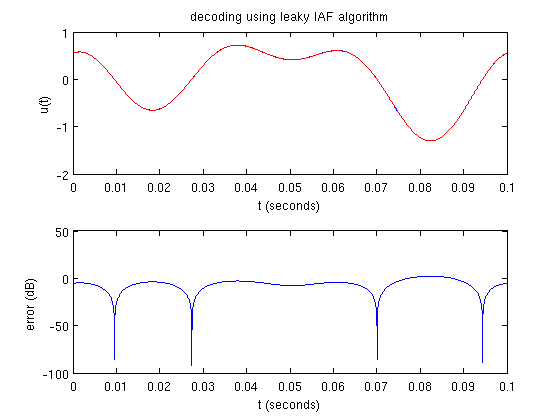 decoding using leaky IAF algorithm
1
0
-1
-2
u(t)
0 0.01 0.02 0.03 0.04 0.05 0.06 0.07 0.08 0.09 0.1
t (seconds)
50
0
-50
-100
error (dB)
0 0.01 0.02 0.03 0.04 0.05 0.06 0.07 0.08 0.09 0.1
t (seconds)